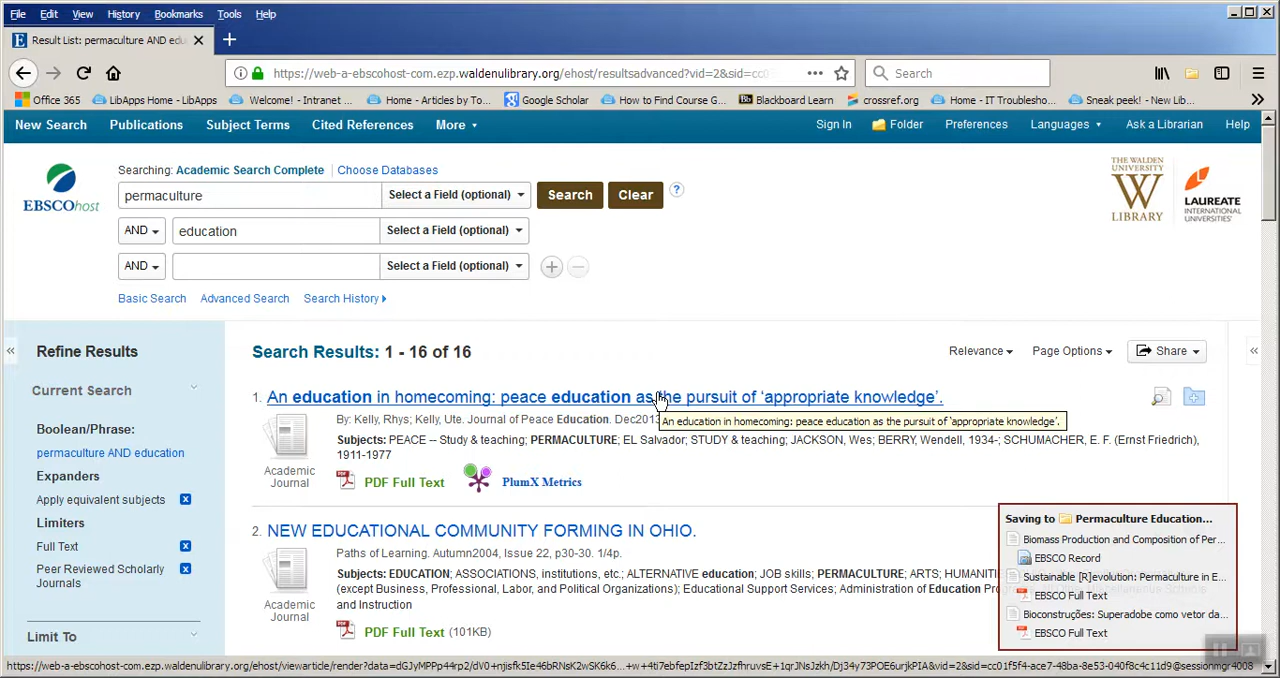 File Edit View History Bookmarks Tools Help
Result List: permaculture AND edu
https://web-a-ebscohost-com.ezp.waldenulibrary.org/ehost/resultsadvanced?vid=2&sid=cc01 Search
Office 365 LibApps Home - LibApps Welcome! - Intranet ... Home - Articles by To... Google Scholar How to Find Course G... Bb Blackboard Learn crossref.org Home - IT Troublesho... Sneak peek! - New Lib...
New Search Publications Subject Terms Cited References More Sign In Folder Preferences Languages Ask a Librarian Help
Searching: Academic Search Complete Choose Databases
permaculture Select a Field (optional) Search Clear ?
AND education Select a Field (optional)
AND Select a Field (optional)
Basic Search Advanced Search Search History
EBSCOhost
THE WALDEN UNIVERSITY
W
LIBRARY
LAUREATE
INTERNATIONAL
UNIVERSITIES
Refine Results
Current Search
Boolean/Phrase:
permaculture AND education
Expanders
Apply equivalent subjects
Limiters
Full Text
Peer Reviewed Scholarly
Journals
Limit To
Search Results: 1 - 16 of 16 Relevance Page Options Share
1. An education in homecoming: peace education as the pursuit of ‘appropriate knowledge’.
By: Kelly, Rhys; Kelly, Ute. Journal of Peace Education. Dec2013
An education in homecoming: peace education as the pursuit of ‘appropriate knowledge’.
Subjects: PEACE -- Study & teaching; PERMACULTURE; EL Salvador; STUDY & teaching; JACKSON, Wes; BERRY, Wendell, 1934-; SCHUMACHER, E. F. (Ernst Friedrich),
1911-1977
Academic
Journal
PDF Full Text PlumX Metrics
2. NEW EDUCATIONAL COMMUNITY FORMING IN OHIO.
Paths of Learning. Autumn2004, Issue 22, p30-30. 1/4p.
Subjects: EDUCATION; ASSOCIATIONS, institutions, etc.; ALTERNATIVE education; JOB skills; PERMACULTURE; ARTS; HUMANITI
(except Business, Professional, Labor, and Political Organizations); Educational Support Services; Administration of Education
and Instruction
Academic
Journal
PDF Full Text (101KB)
Saving to Permaculture Education...
Biomass Production and Composition of Per...
EBSCO Record
Sustainable [R]evolution: Permaculture in E...
EBSCO Full Text
Bioconstruções: Superadobe como vetor da...
EBSCO Full Text